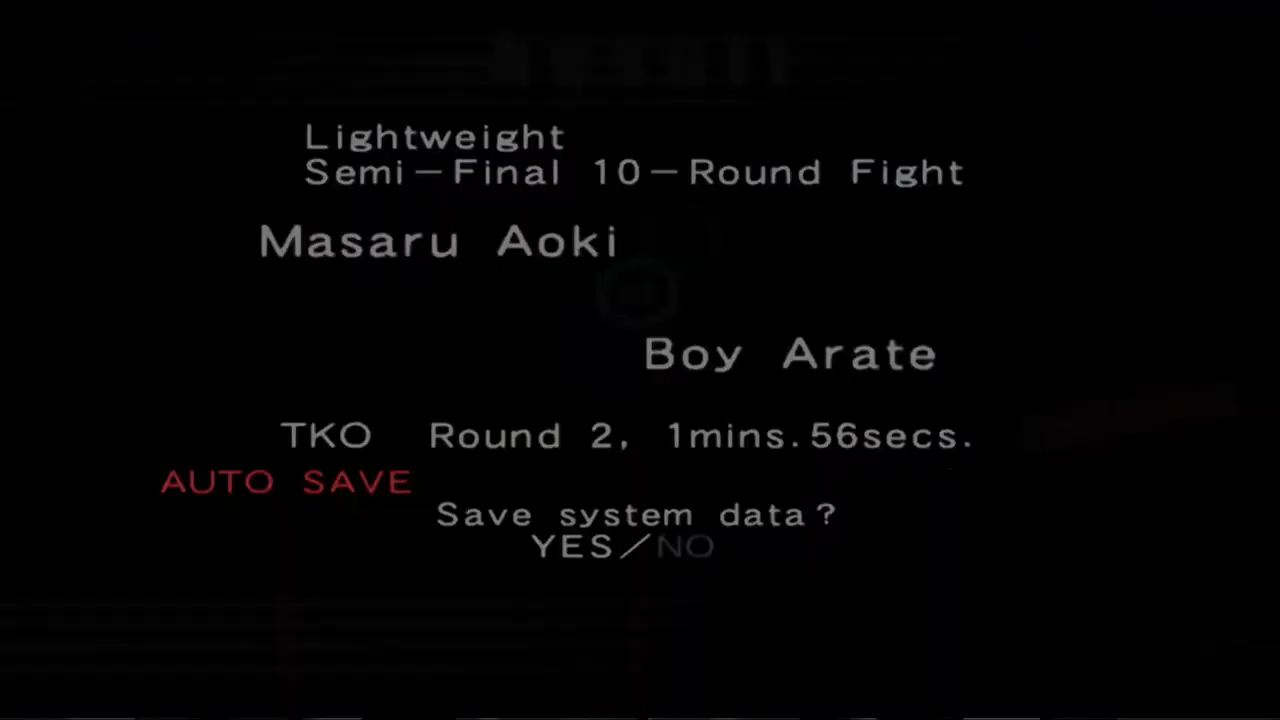 Lightweight
Semi-Final 10-Round Fight
Masaru Aoki
Boy Arate
TKO Round 2, 1mins.56secs.
AUTO SAVE
Save system data?
YES/NO